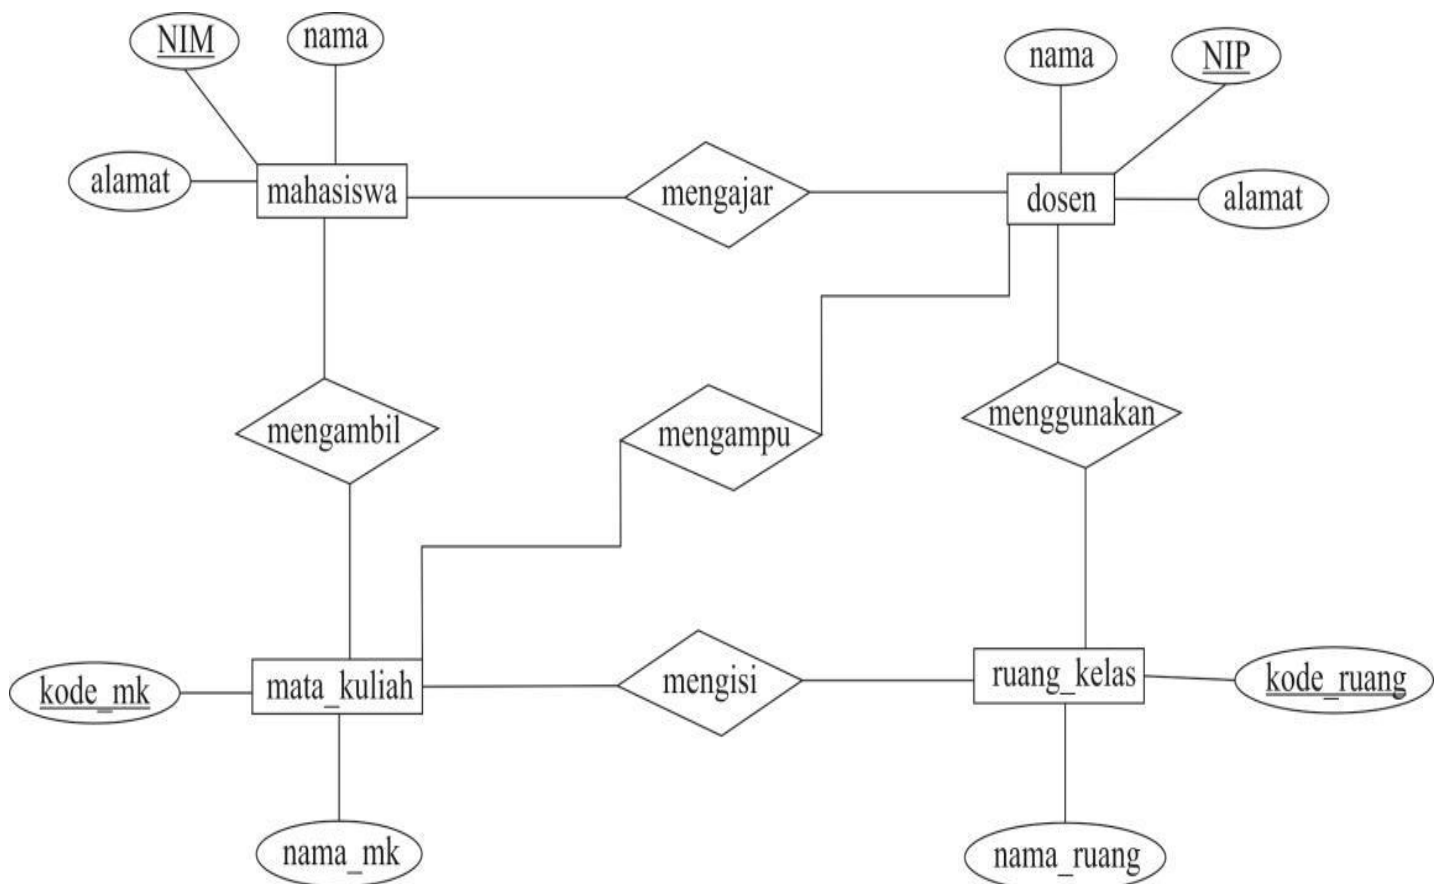 NIM
nama
nama
NIP
alamat
mahasiswa
mengajar
dosen
alamat
mengambil
mengampu
menggunakan
kode_mk
mata_kuliah
mengisi
ruang_kelas
kode_ruang
nama_mk
nama_ruang